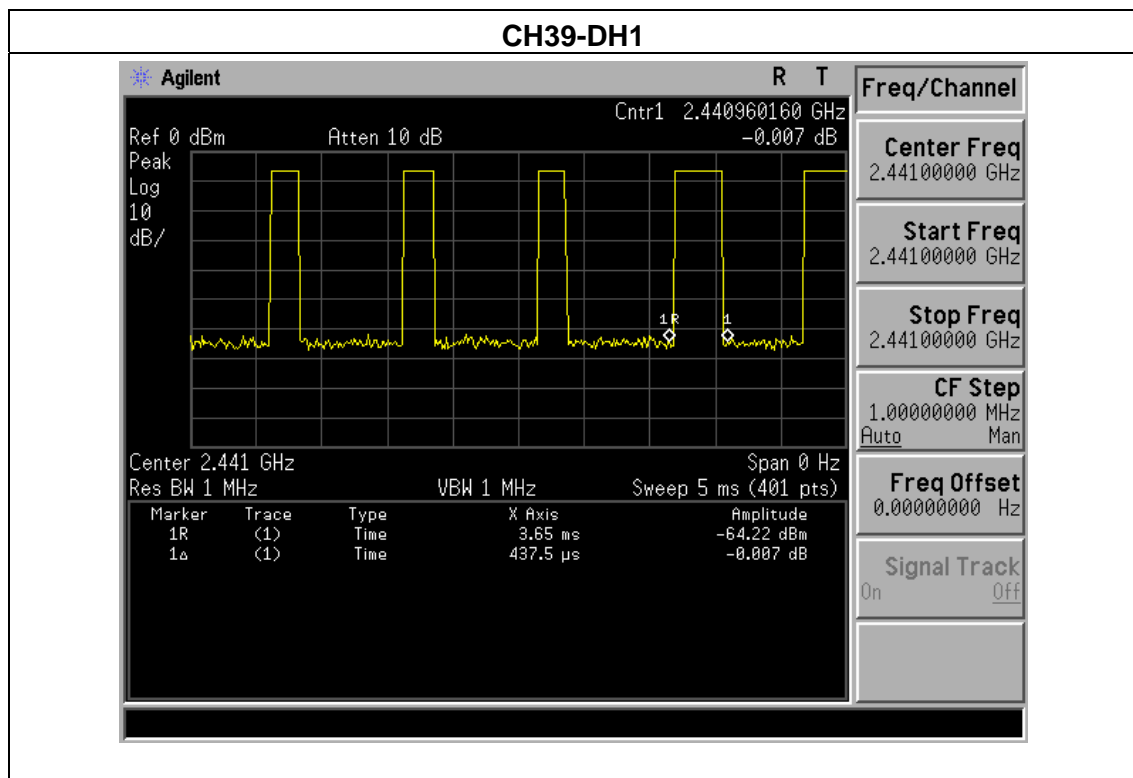 CH39-DH1
Agilent R T
Cntr1 2.440960160 GHz
Ref 0 dBm Atten 10 dB -0.007 dB
Peak
Log
10
dB/
1R 1
Center 2.441 GHz Span 0 Hz
Res BW 1 MHz VBW 1 MHz Sweep 5 ms (401 pts)
Marker Trace Type X Axis Amplitude
1R (1) Time 3.65 ms -64.22 dBm
1Δ (1) Time 437.5 µs -0.007 dB
Freq/Channel
Center Freq
2.44100000 GHz
Start Freq
2.44100000 GHz
Stop Freq
2.44100000 GHz
CF Step
1.00000000 MHz
Auto Man
Freq Offset
0.00000000 Hz
Signal Track
On Off